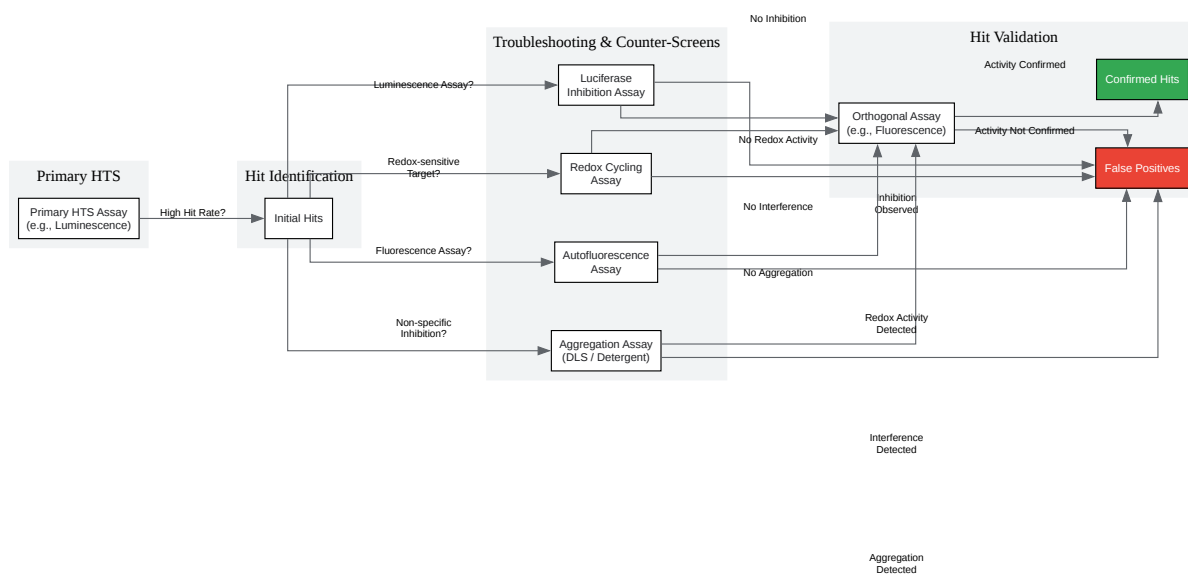 No Inhibition
Troubleshooting & Counter-Screens
Hit Validation
Activity Confirmed
Luminescence Assay?
Luciferase
Inhibition Assay
Confirmed Hits
Orthogonal Assay
(e.g., Fluorescence)
Activity Not Confirmed
No Redox Activity
Primary HTS
Hit Identification
Redox-sensitive
Target?
Redox Cycling
Assay
False Positives
Primary HTS Assay
(e.g., Luminescence)
High Hit Rate?
Initial Hits
No Interference
Inhibition
Observed
Fluorescence Assay?
Autofluorescence
Assay
No Aggregation
Non-specific
Inhibition?
Redox Activity
Detected
Aggregation Assay
(DLS / Detergent)
Interference
Detected
Aggregation
Detected